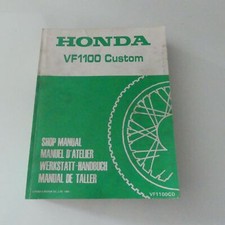 HONDA
VF1100 Custom
SHOP MANUAL
MANUEL D'ATELIER
WERKSTATT-HANDBUCH
MANUAL DE TALLER
VF1100CD